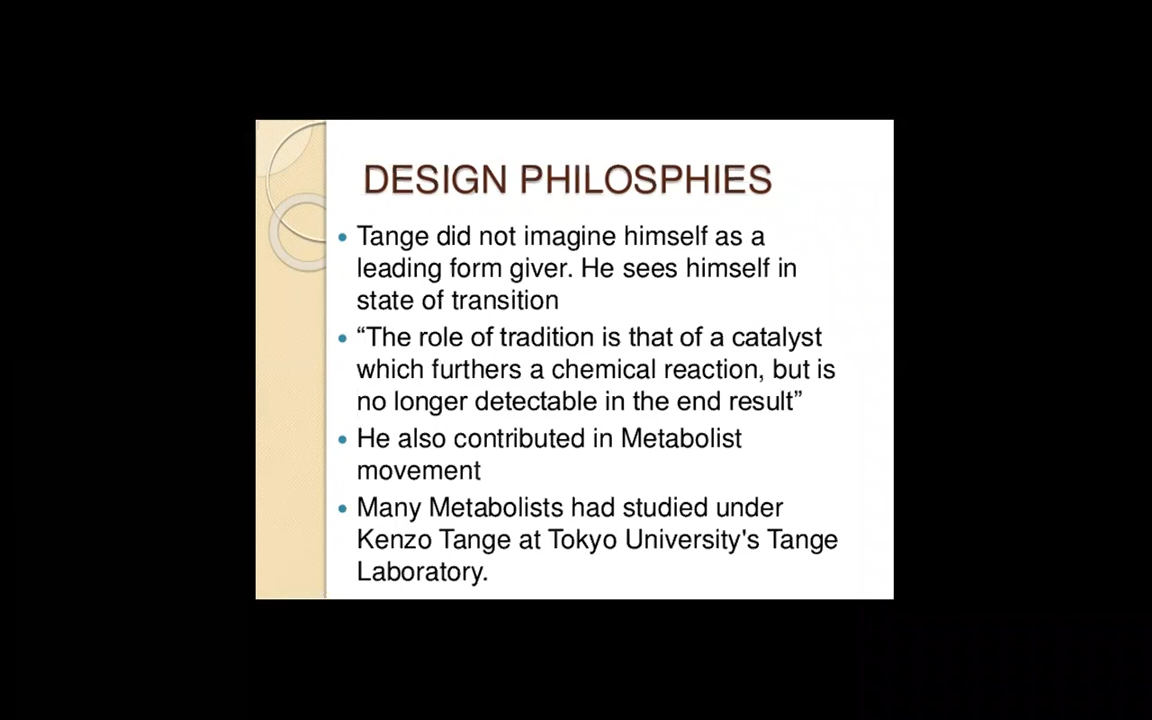 DESIGN PHILOSPHIES
• Tange did not imagine himself as a
leading form giver. He sees himself in
state of transition
• “The role of tradition is that of a catalyst
which furthers a chemical reaction, but is
no longer detectable in the end result”
• He also contributed in Metabolist
movement
• Many Metabolists had studied under
Kenzo Tange at Tokyo University's Tange
Laboratory.